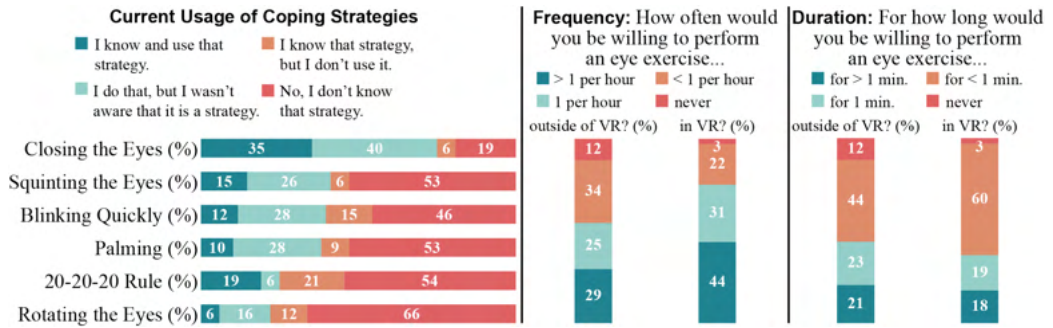 Current Usage of Coping Strategies
I know and use that
strategy.
I know that strategy,
but I don't use it.
I do that, but I wasn't
aware that it is a strategy.
No, I don't know
that strategy.
Closing the Eyes (%) 35 40 6 19
Squinting the Eyes (%) 15 26 6 53
Blinking Quickly (%) 12 28 15 46
Palming (%) 10 28 9 53
20-20-20 Rule (%) 19 6 21 54
Rotating the Eyes (%) 6 16 12 66
Frequency: How often would
you be willing to perform
an eye exercise...
> 1 per hour < 1 per hour
1 per hour never
outside of VR? (%) in VR? (%)
12 3
34 22
25 31
29 44
Duration: For how long would
you be willing to perform
an eye exercise...
for > 1 min. for < 1 min.
for 1 min. never
outside of VR? (%) in VR? (%)
12 3
44 60
23 19
21 18